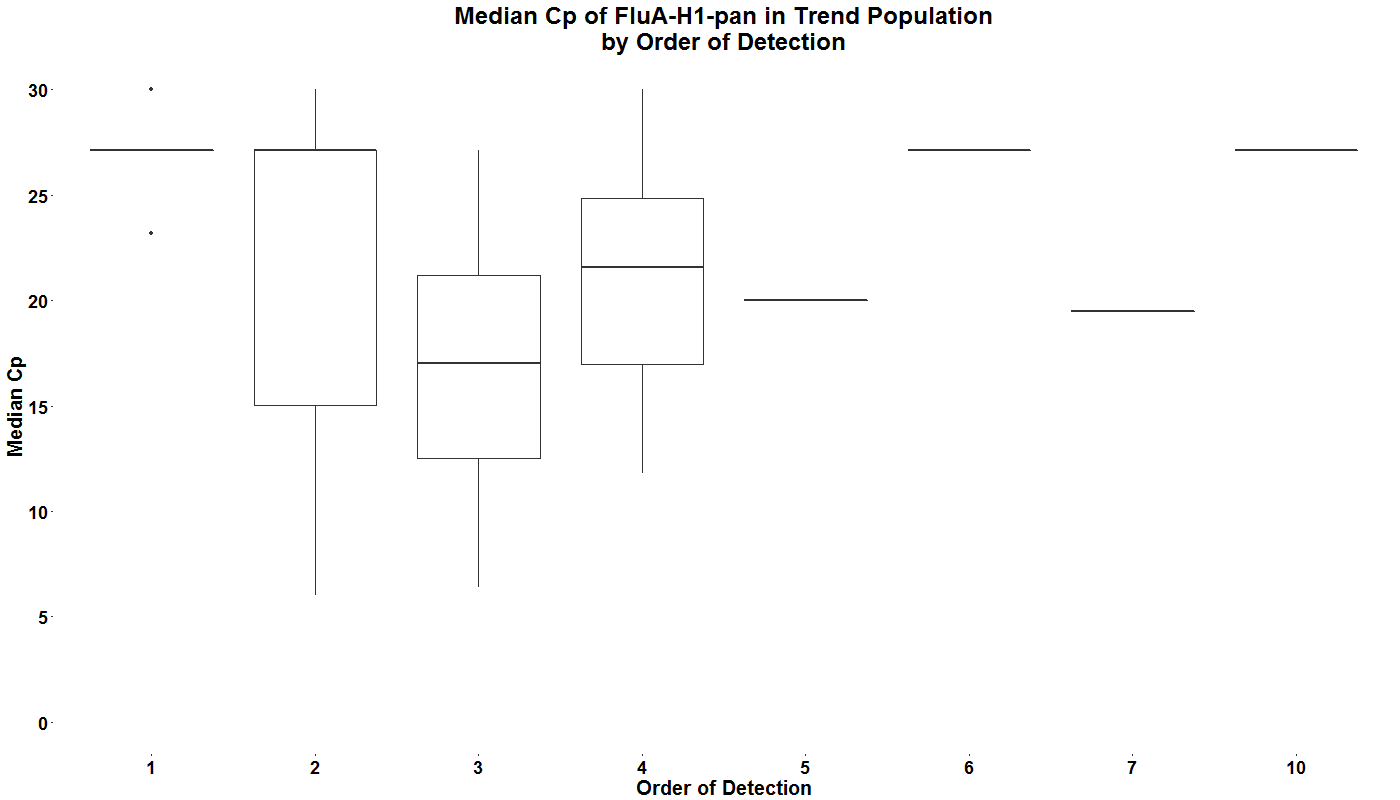 Median Cp of FluA-H1-pan in Trend Population
by Order of Detection
30
25
20
15
10
5
0
Median Cp
1 2 3 4 5 6 7 10
Order of Detection